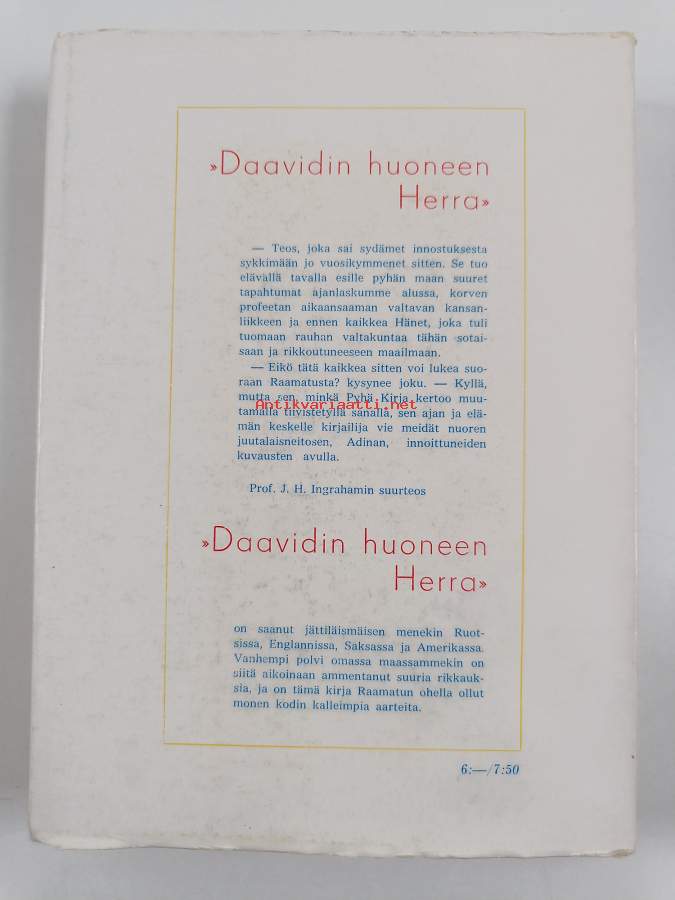 »Daavidin huoneen
Herra»
— Teos, joka sai sydämet innostuksesta
sykkimään jo vuosikymmenet sitten. Se tuo
elävällä tavalla esille pyhän maan suuret
tapahtumat ajanlaskumme alussa, korven
profeetan aikaansaaman valtavan kansan-
liikkeen ja ennen kaikkea Hänet, joka tuli
tuomaan rauhan valtakuntaa tähän sotai-
saan ja rikkoutuneeseen maailmaan.
— Eikö tätä kaikkea sitten voi lukea suo-
raan Raamatusta? kysynee joku. — Kyllä,
mutta sen, minkä Pyhä Kirja kertoo muu-
Antikvariaatti.net
tamalla tiivistetyllä sanalla, sen ajan ja elä-
män keskelle kirjailija vie meidät nuoren
juutalaisneitosen, Adinan, innoittuneiden
kuvausten avulla.
Prof. J. H. Ingrahamin suurteos
»Daavidin huoneen
Herra»
on saanut jättiläismäisen menekin Ruot-
sissa, Englannissa, Saksassa ja Amerikassa.
Vanhempi polvi omassa maassammekin on
siitä aikoinaan ammentanut suuria rikkauk-
sia, ja on tämä kirja Raamatun ohella ollut
monen kodin kalleimpia aarteita.
6:—/7:50